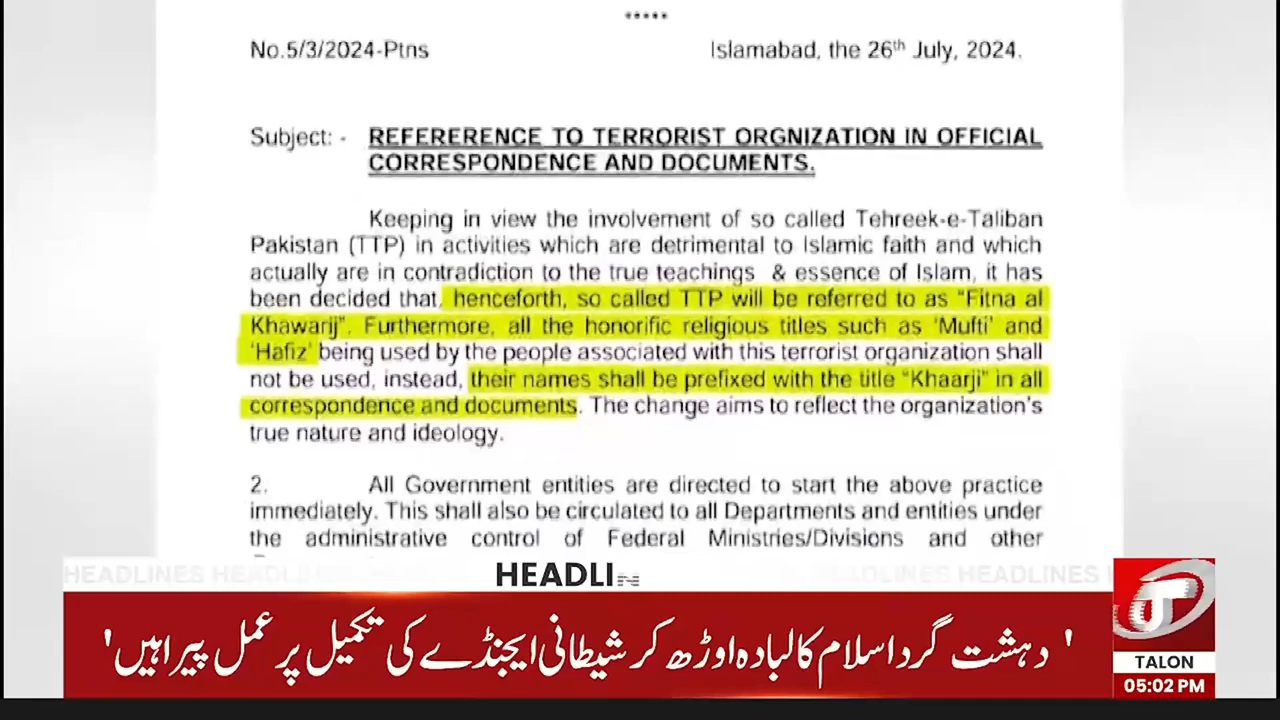 *****
No.5/3/2024-Ptns Islamabad, the 26th July, 2024.
Subject: - REFERERENCE TO TERRORIST ORGNIZATION IN OFFICIAL
CORRESPONDENCE AND DOCUMENTS.
Keeping in view the involvement of so called Tehreek-e-Taliban
Pakistan (TTP) in activities which are detrimental to Islamic faith and which
actually are in contradiction to the true teachings & essence of Islam, it has
been decided that, henceforth, so called TTP will be referred to as "Fitna al
Khawarij". Furthermore, all the honorific religious titles such as 'Mufti' and
'Hafiz' being used by the people associated with this terrorist organization shall
not be used, instead, their names shall be prefixed with the title "Khaarji" in all
correspondence and documents. The change aims to reflect the organization's
true nature and ideology.
2. All Government entities are directed to start the above practice
immediately. This shall also be circulated to all Departments and entities under
the administrative control of Federal Ministries/Divisions and other
HEADLINES HEADLINES HEADLIN HEADLINES HEADLINES
' دہشت گرد اسلام کا لبادہ اوڑھ کر شیطانی ایجنڈے کی تکمیل پر عمل پیرا ہیں '
TALON
05:02 PM